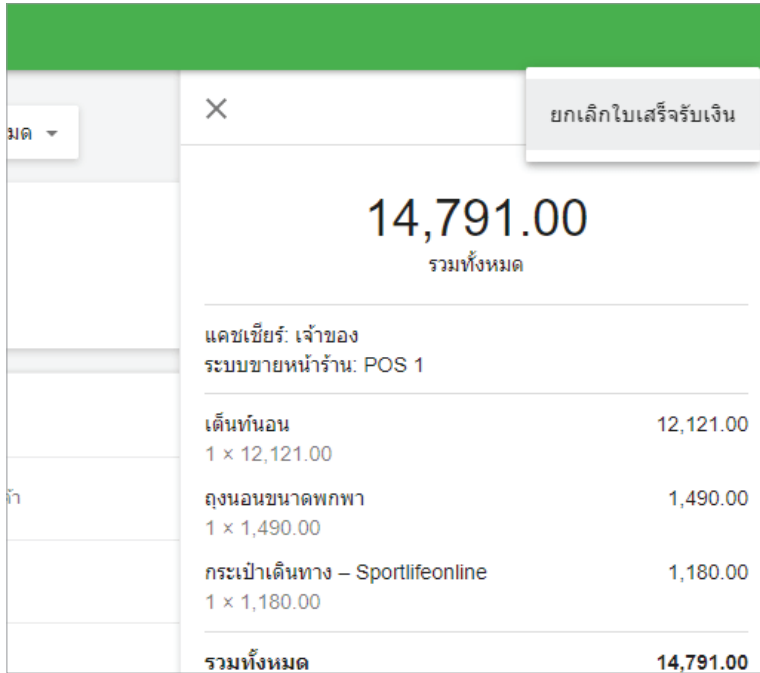 ยกเลิกใบเสร็จรับเงิน
14,791.00
รวมทั้งหมด
แคชเชียร์: เจ้าของ
ระบบขายหน้าร้าน: POS 1
เต็นท์นอน 12,121.00
1 × 12,121.00
ถุงนอนขนาดพกพา 1,490.00
1 × 1,490.00
กระเป๋าเดินทาง – Sportlifeonline 1,180.00
1 × 1,180.00
รวมทั้งหมด 14,791.00